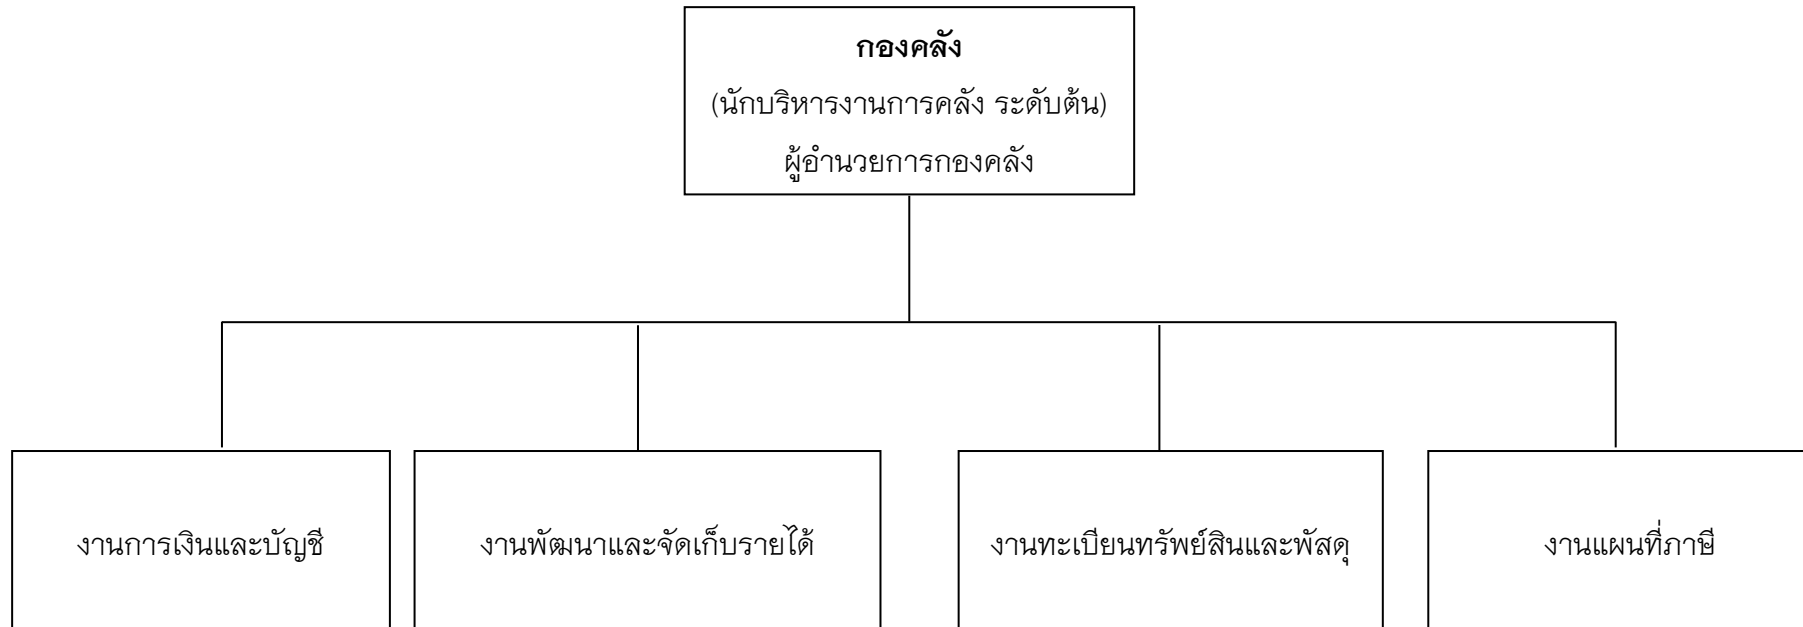 กองคลัง
(นักบริหารงานการคลัง ระดับต้น)
ผู้อำนวยการกองคลัง
งานการเงินและบัญชี
งานพัฒนาและจัดเก็บรายได้
งานทะเบียนทรัพย์สินและพัสดุ
งานแผนที่ภาษี